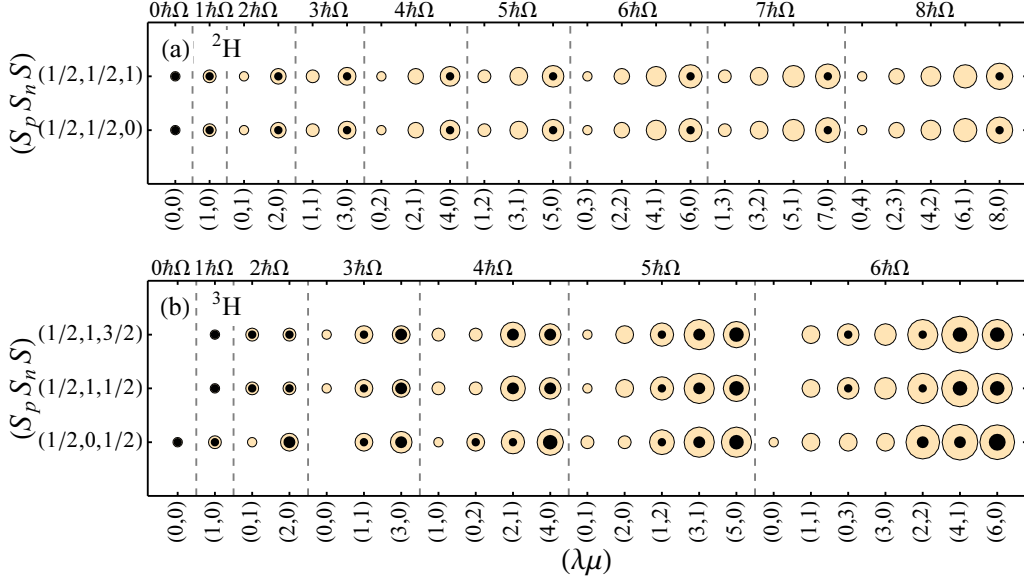 0ℏΩ 1ℏΩ 2ℏΩ 3ℏΩ 4ℏΩ 5ℏΩ 6ℏΩ 7ℏΩ 8ℏΩ
(a) ²H
(S_p S_n S)
(1/2,1/2,1)
(1/2,1/2,0)
(0,0) (1,0) (0,1) (2,0) (1,1) (3,0) (0,2) (2,1) (4,0) (1,2) (3,1) (5,0) (0,3) (2,2) (4,1) (6,0) (1,3) (3,2) (5,1) (7,0) (0,4) (2,3) (4,2) (6,1) (8,0)
0ℏΩ 1ℏΩ 2ℏΩ 3ℏΩ 4ℏΩ 5ℏΩ 6ℏΩ
(b) ³H
(S_p S_n S)
(1/2,1,3/2)
(1/2,1,1/2)
(1/2,0,1/2)
(0,0) (1,0) (0,1) (2,0) (0,0) (1,1) (3,0) (1,0) (0,2) (2,1) (4,0) (0,1) (2,0) (1,2) (3,1) (5,0) (0,0) (1,1) (0,3) (3,0) (2,2) (4,1) (6,0)
(λμ)